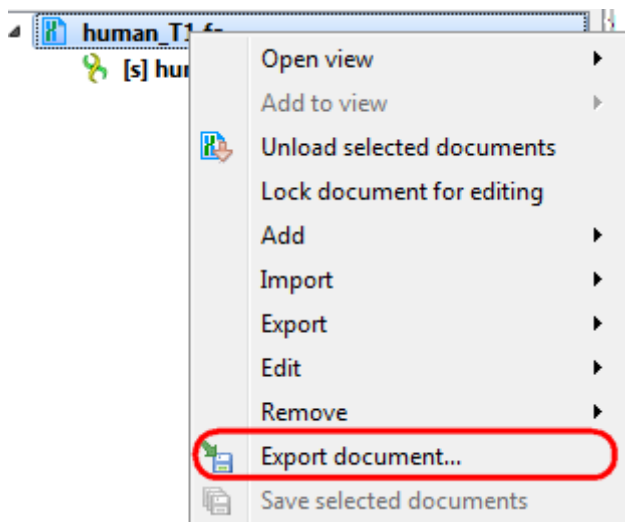 human_T1.fa
[s] hu
Open view
Add to view
Unload selected documents
Lock document for editing
Add
Import
Export
Edit
Remove
Export document...
Save selected documents